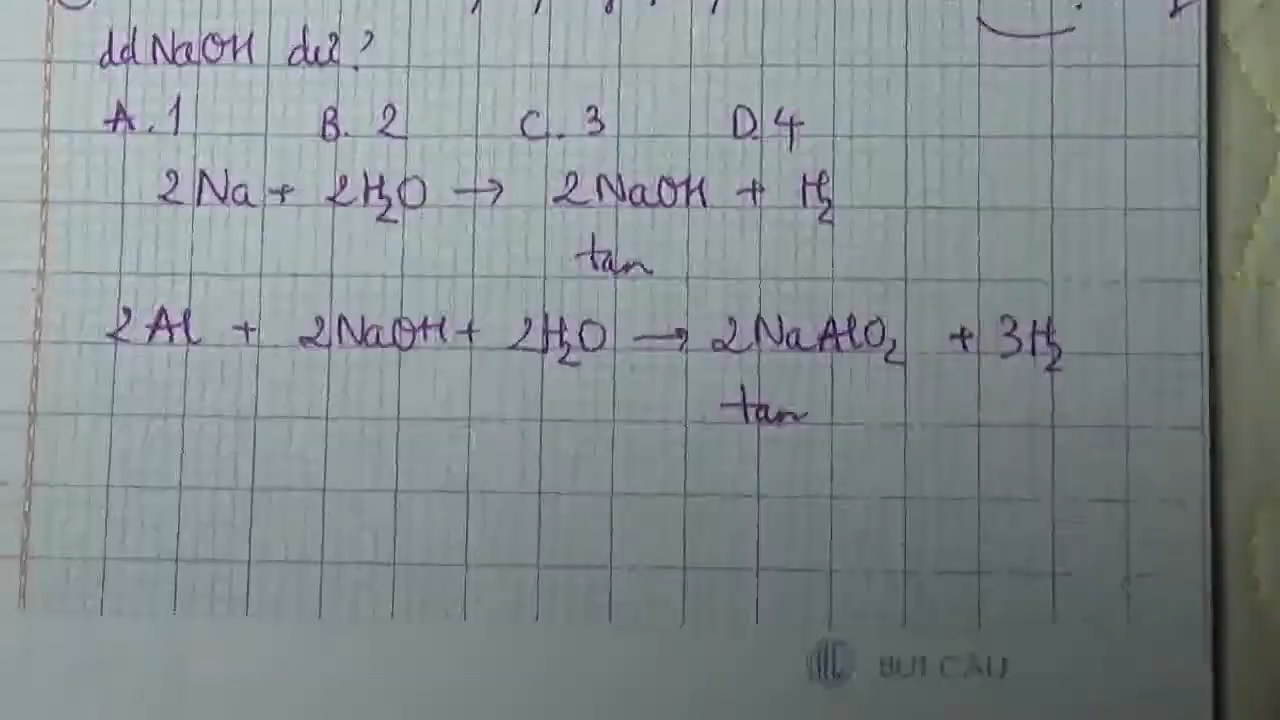 dd NaOH dư?
A. 1 B. 2 C. 3 D. 4
2Na + 2H₂O → 2NaOH + H₂
tan
2Al + 2NaOH + 2H₂O → 2NaAlO₂ + 3H₂
tan